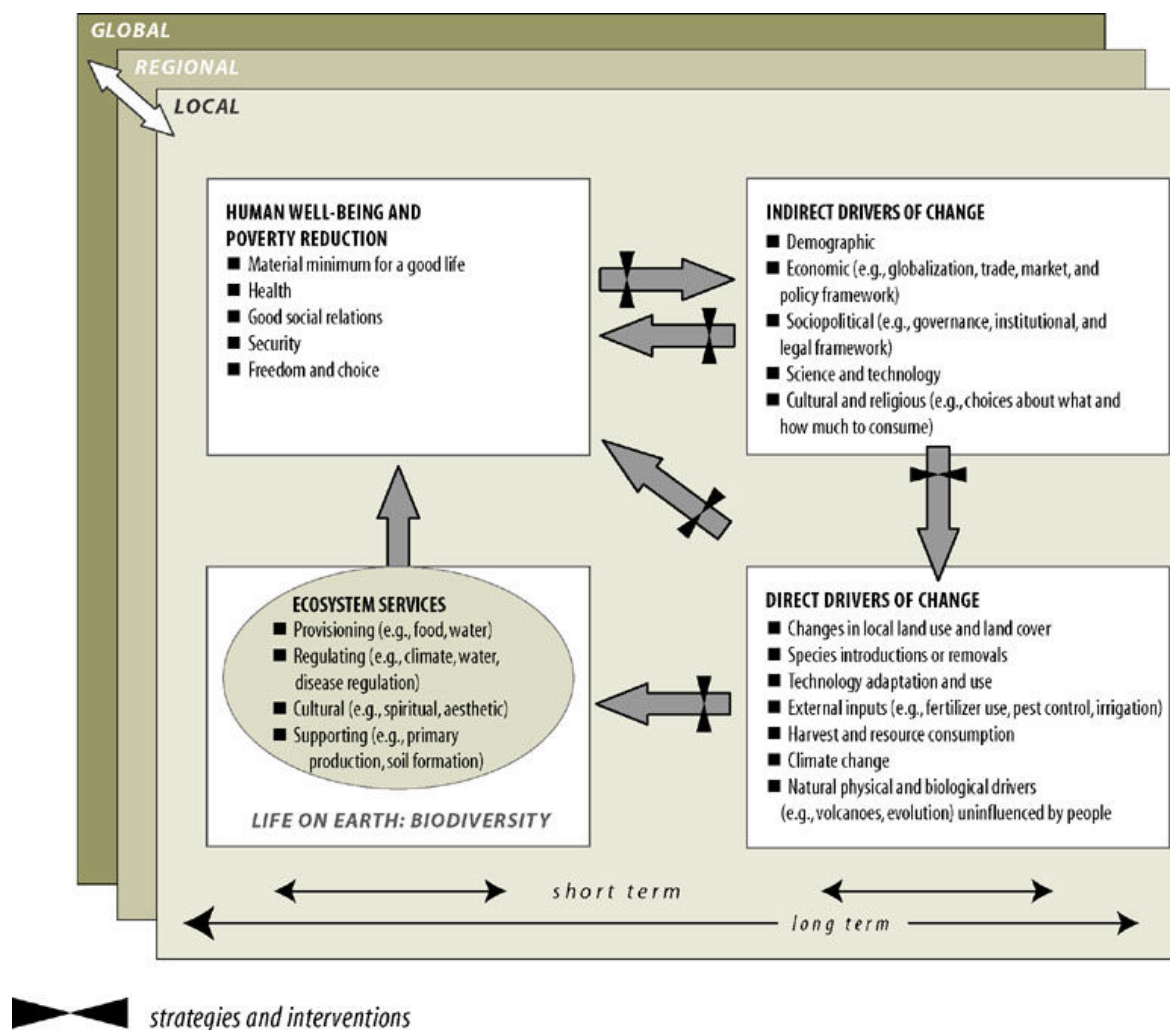 GLOBAL
REGIONAL
LOCAL
HUMAN WELL-BEING AND
POVERTY REDUCTION
■ Material minimum for a good life
■ Health
■ Good social relations
■ Security
■ Freedom and choice
INDIRECT DRIVERS OF CHANGE
■ Demographic
■ Economic (e.g., globalization, trade, market, and
policy framework)
■ Sociopolitical (e.g., governance, institutional, and
legal framework)
■ Science and technology
■ Cultural and religious (e.g., choices about what and
how much to consume)
ECOSYSTEM SERVICES
■ Provisioning (e.g., food, water)
■ Regulating (e.g., climate, water,
disease regulation)
■ Cultural (e.g., spiritual, aesthetic)
■ Supporting (e.g., primary
production, soil formation)
LIFE ON EARTH: BIODIVERSITY
DIRECT DRIVERS OF CHANGE
■ Changes in local land use and land cover
■ Species introductions or removals
■ Technology adaptation and use
■ External inputs (e.g., fertilizer use, pest control, irrigation)
■ Harvest and resource consumption
■ Climate change
■ Natural physical and biological drivers
(e.g., volcanoes, evolution) uninfluenced by people
short term
long term
strategies and interventions